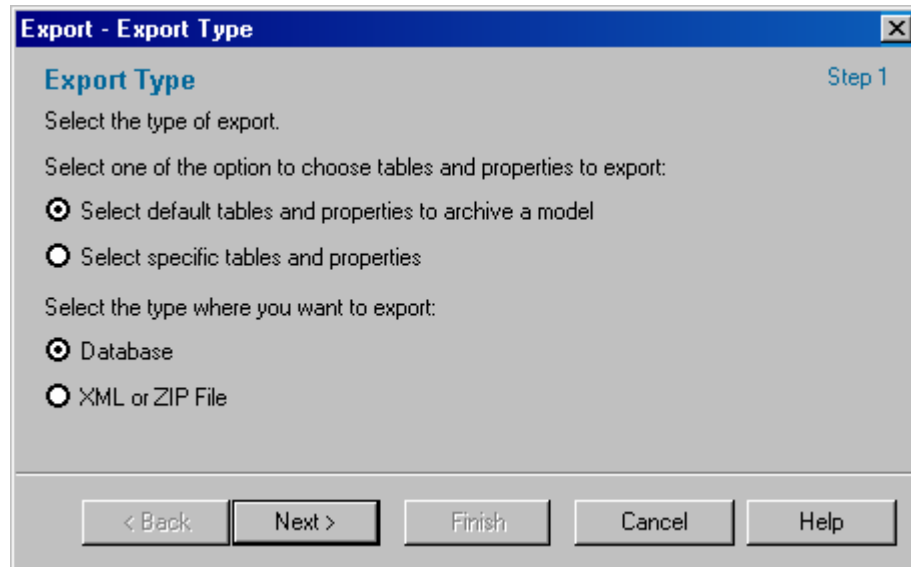 Export - Export Type
Export Type
Step 1
Select the type of export.
Select one of the option to choose tables and properties to export:
Select default tables and properties to archive a model
Select specific tables and properties
Select the type where you want to export:
Database
XML or ZIP File
< Back
Next >
Finish
Cancel
Help